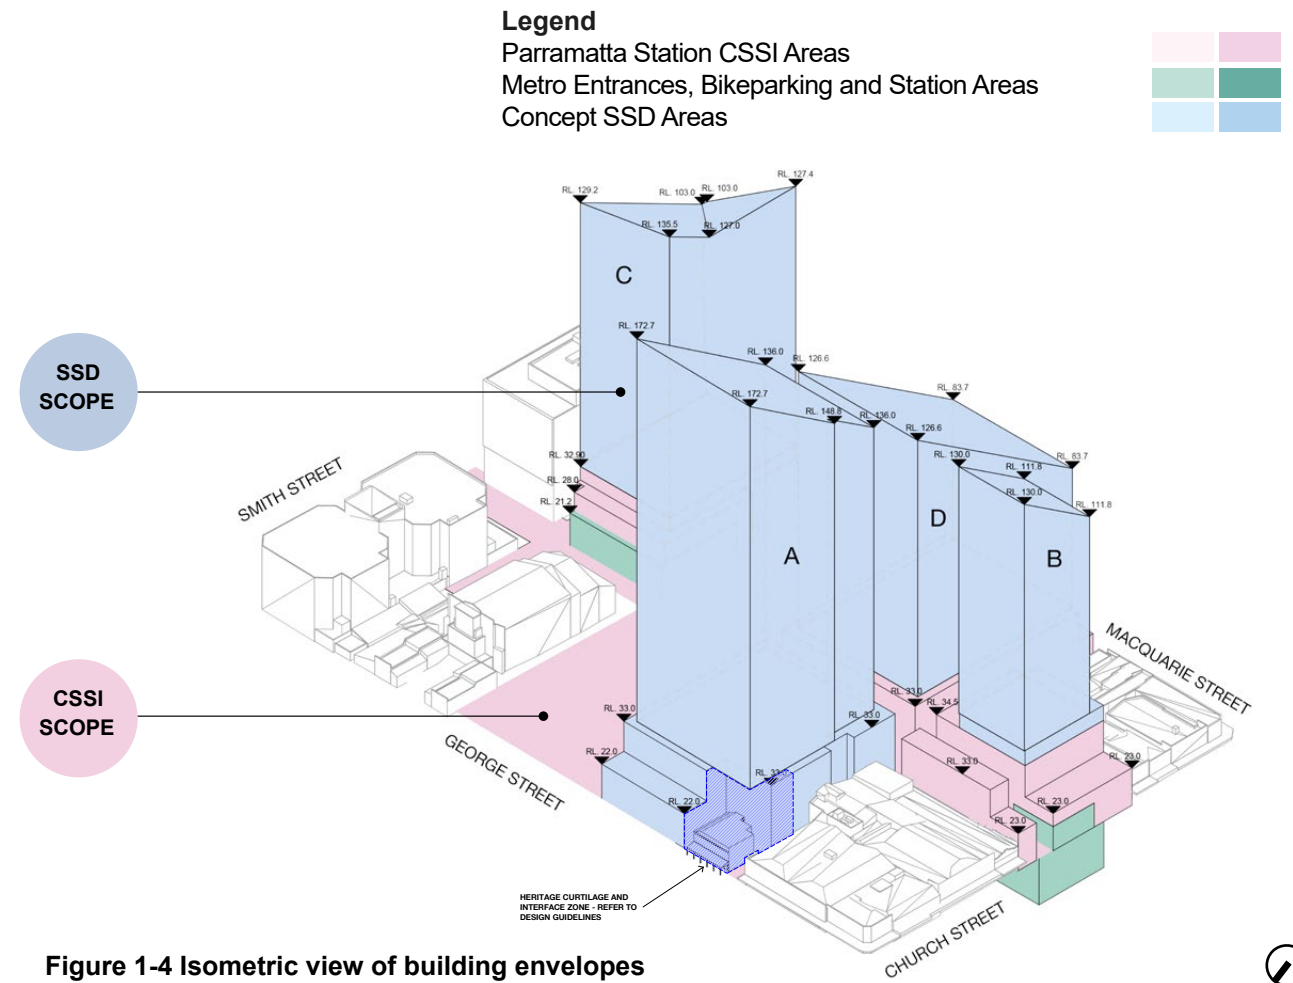 Legend
Parramatta Station CSSI Areas
Metro Entrances, Bikeparking and Station Areas
Concept SSD Areas
RL. 127.4
RL. 129.2
RL. 103.0
RL. 103.0
RL. 135.5
RL. 127.0
C
RL. 172.7
RL. 136.0
RL. 126.6
SSD
SCOPE
RL. 83.7
RL. 172.7
RL. 148.8
RL. 136.0
RL. 126.6
RL. 130.0
RL. 83.7
RL. 111.8
RL. 32.90
RL. 28.0
RL. 21.2
RL. 130.0
RL. 111.8
SMITH STREET
D
A
B
MACQUARIE STREET
CSSI
SCOPE
RL. 33.0
RL. 33.0
RL. 34.5
RL. 33.0
GEORGE STREET
RL. 22.0
RL. 33.0
RL. 23.0
RL. 22.0
RL. 23.0
RL. 23.0
HERITAGE CURTILAGE AND
INTERFACE ZONE - REFER TO
DESIGN GUIDELINES
CHURCH STREET
Figure 1-4 Isometric view of building envelopes